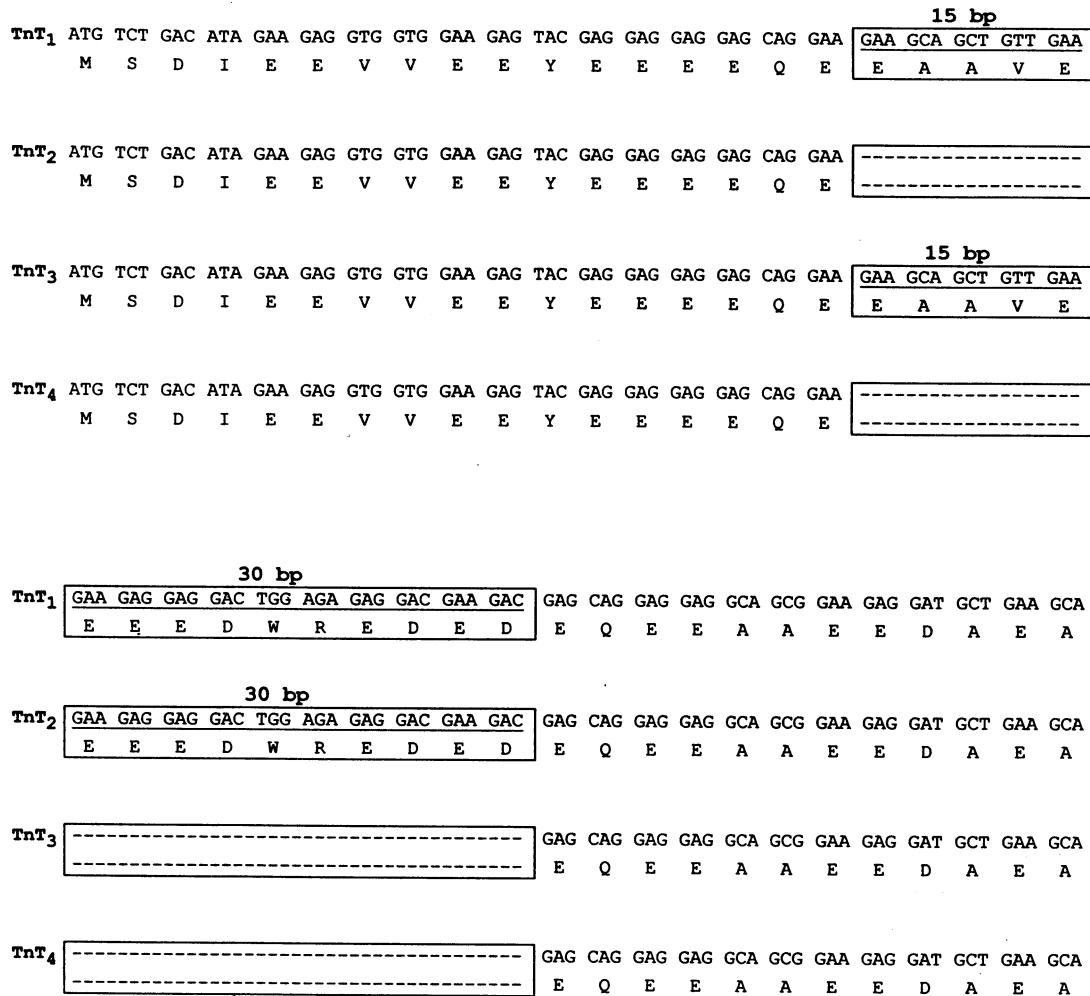 15 bp
TnT1 ATG TCT GAC ATA GAA GAG GTG GTG GAA GAG TAC GAG GAG GAG GAG CAG GAA GAA GCA GCT GTT GAA
M S D I E E V V E E Y E E E E Q E E A A V E
TnT2 ATG TCT GAC ATA GAA GAG GTG GTG GAA GAG TAC GAG GAG GAG GAG CAG GAA -------------------
M S D I E E V V E E Y E E E E Q E -------------------
15 bp
TnT3 ATG TCT GAC ATA GAA GAG GTG GTG GAA GAG TAC GAG GAG GAG GAG CAG GAA GAA GCA GCT GTT GAA
M S D I E E V V E E Y E E E E Q E E A A V E
TnT4 ATG TCT GAC ATA GAA GAG GTG GTG GAA GAG TAC GAG GAG GAG GAG CAG GAA -------------------
M S D I E E V V E E Y E E E E Q E -------------------
30 bp
TnT1 GAA GAG GAG GAC TGG AGA GAG GAC GAA GAC GAG CAG GAG GAG GCA GCG GAA GAG GAT GCT GAA GCA
E E E D W R E D E D E Q E E A A E E D A E A
30 bp
TnT2 GAA GAG GAG GAC TGG AGA GAG GAC GAA GAC GAG CAG GAG GAG GCA GCG GAA GAG GAT GCT GAA GCA
E E E D W R E D E D E Q E E A A E E D A E A
TnT3 --------------------------------------- GAG CAG GAG GAG GCA GCG GAA GAG GAT GCT GAA GCA
--------------------------------------- E Q E E A A E E D A E A
TnT4 --------------------------------------- GAG CAG GAG GAG GCA GCG GAA GAG GAT GCT GAA GCA
--------------------------------------- E Q E E A A E E D A E A